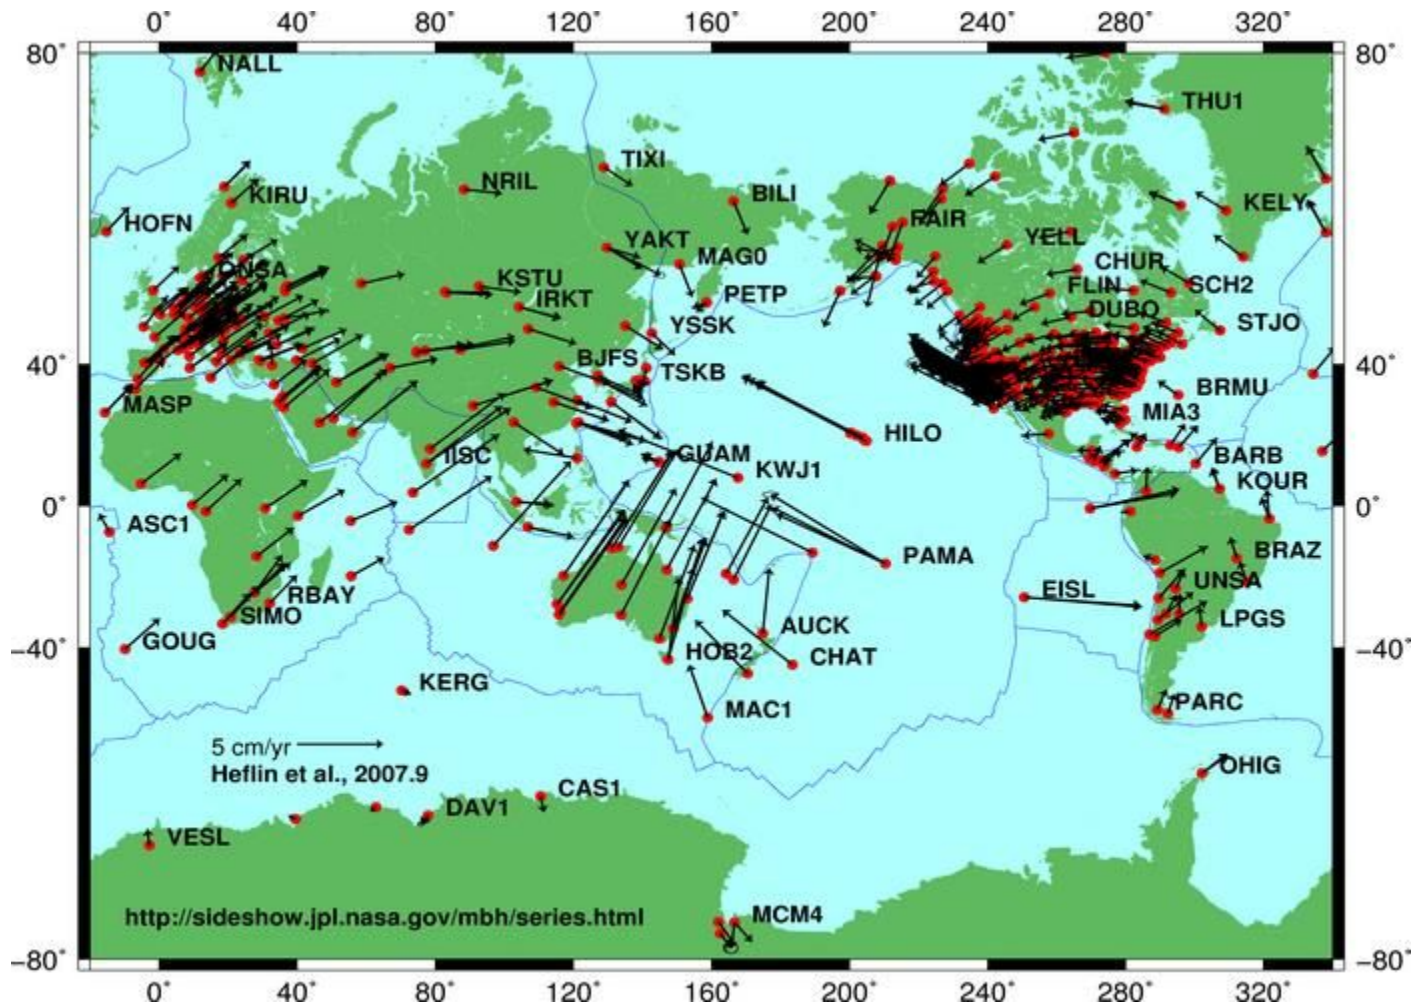 0° 40° 80° 120° 160° 200° 240° 280° 320°
80° 80°
NALL
THU1
TIXI
NRIL
BILI
KIRU
KELY
HOFN
FAIR
YAKT
YELL
MAG0
ONSA
CHUR
KSTU
SCH2
FLIN
IRKT
PETP
DUBO
STJO
YSSK
40° 40°
BJFS
TSKB
BRMU
MASP
MIA3
HILO
IISC
GUAM
BARB
KWJ1
KOUR
0° 0°
ASC1
BRAZ
PAMA
UNSA
EISL
RBAY
SIMO
LPGS
AUCK
GOUG
HOB2
CHAT
−40° −40°
KERG
PARC
MAC1
5 cm/yr
OHIG
Heflin et al., 2007.9
CAS1
DAV1
VESL
http://sideshow.jpl.nasa.gov/mbh/series.html
MCM4
−80° −80°
0° 40° 80° 120° 160° 200° 240° 280° 320°